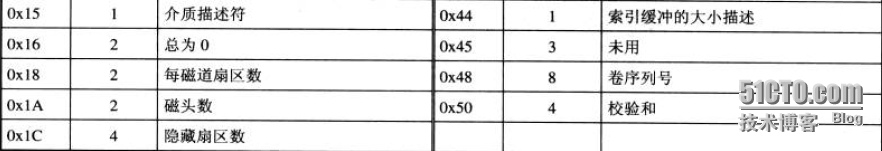 0x15 1 介质描述符 0x44 1 索引缓冲的大小描述
0x16 2 总为0 0x45 3 未用
0x18 2 每磁道扇区数 0x48 8 卷序列号
0x1A 2 磁头数 0x50 4 校验和
0x1C 4 隐藏扇区数
51CTO.com
技术博客 Blog